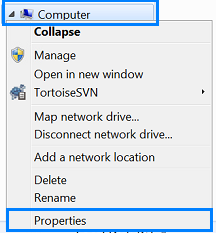 Computer
Collapse
Manage
Open in new window
TortoiseSVN
Map network drive...
Disconnect network drive...
Add a network location
Delete
Rename
Properties